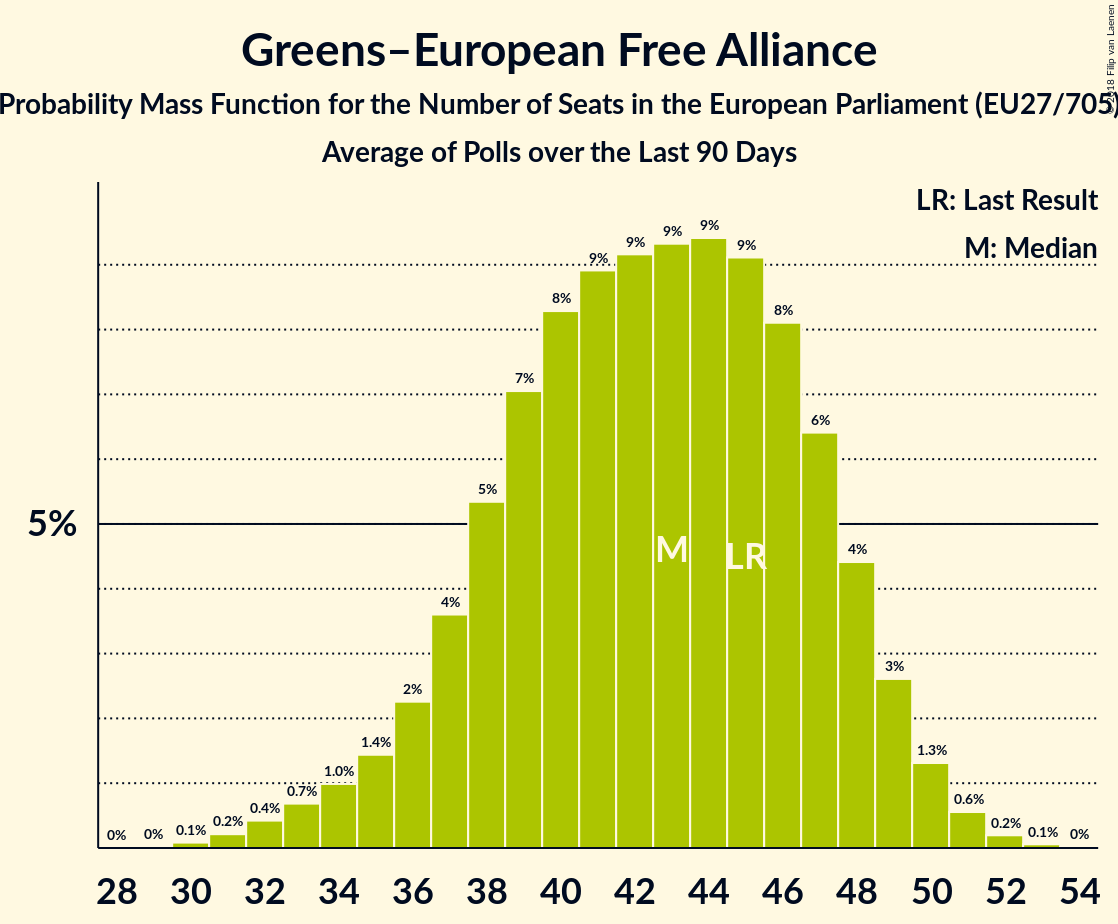 Greens–European Free Alliance
Probability Mass Function for the Number of Seats in the European Parliament (EU27/705)
Average of Polls over the Last 90 Days
© 2018 Filip van Laenen
LR: Last Result
M: Median
5%
0% 0% 0.1% 0.2% 0.4% 0.7% 1.0% 1.4% 2% 4% 5% 7% 8% 9% 9% 9% 9% 9% 8% 6% 4% 3% 1.3% 0.6% 0.2% 0.1% 0%
M LR
28 30 32 34 36 38 40 42 44 46 48 50 52 54